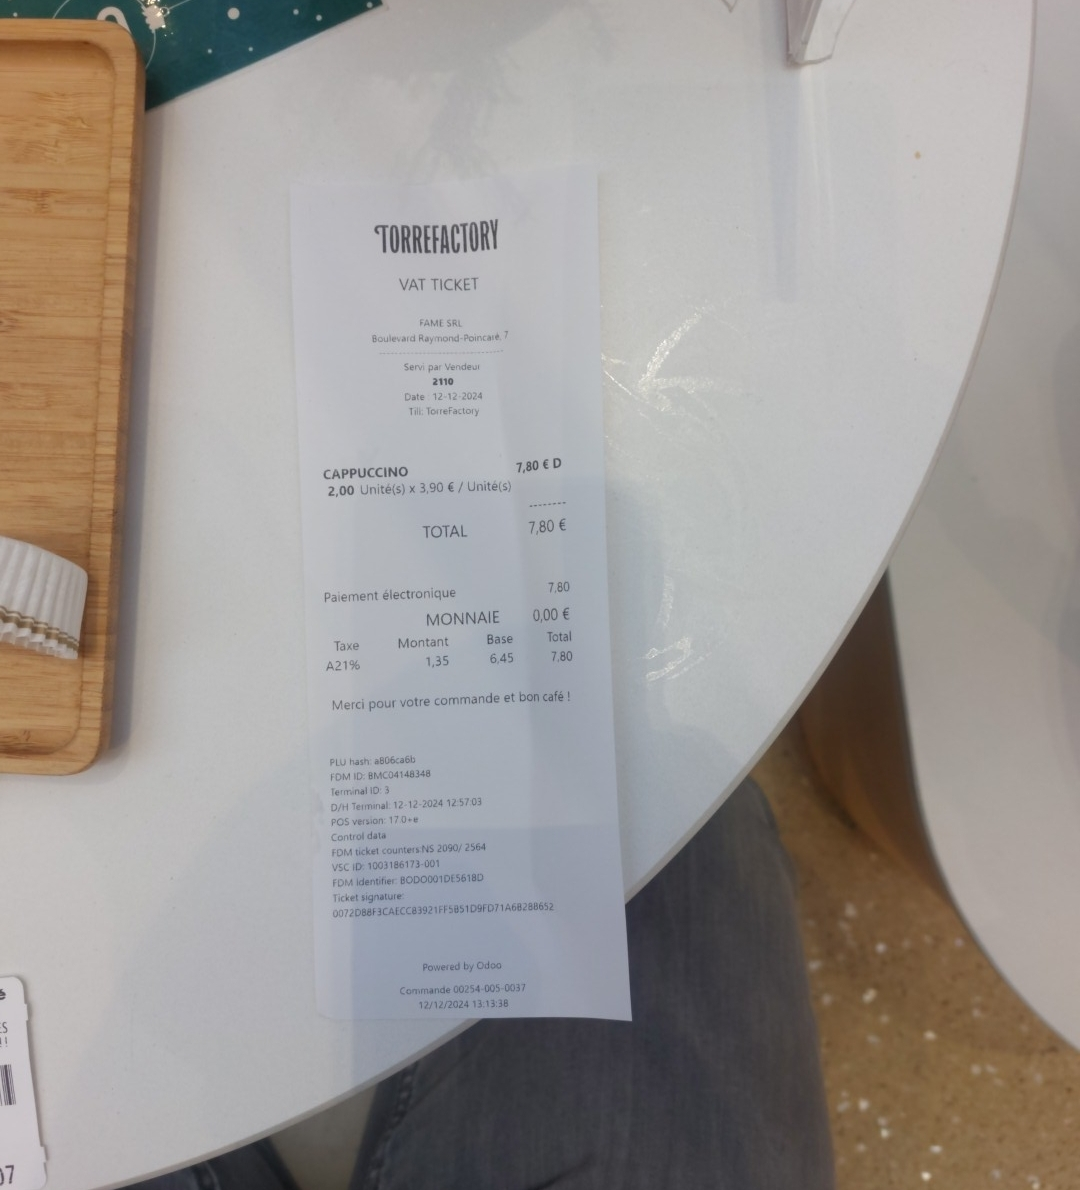 TORREFACTORY
VAT TICKET
FAME SRL
Boulevard Raymond-Poincaré, 7
--------------------------------
Servi par Vendeur
2110
Date : 12-12-2024
Till: TorreFactory
CAPPUCCINO 7,80 € D
2,00 Unité(s) x 3,90 € / Unité(s)
--------
TOTAL 7,80 €
Paiement électronique 7,80
MONNAIE 0,00 €
Taxe Montant Base Total
A21% 1,35 6,45 7,80
Merci pour votre commande et bon café !
PLU hash: a806ca6b
FDM ID: BMC04148348
Terminal ID: 3
D/H Terminal: 12-12-2024 12:57:03
POS version: 17.0+e
Control data
FDM ticket counters:NS 2090/ 2564
VSC ID: 1003186173-001
FDM Identifier: BODO001DE5618D
Ticket signature:
0072DB8F3CAECC83921FF5B51D9FD71A6B288652
Powered by Odoo
Commande 00254-005-0037
12/12/2024 13:13:38
07